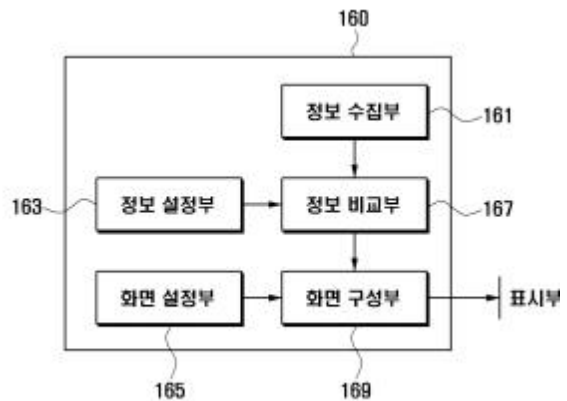 160
정보 수집부
161
163
정보 설정부
정보 비교부
167
화면 설정부
화면 구성부
표시부
165
169